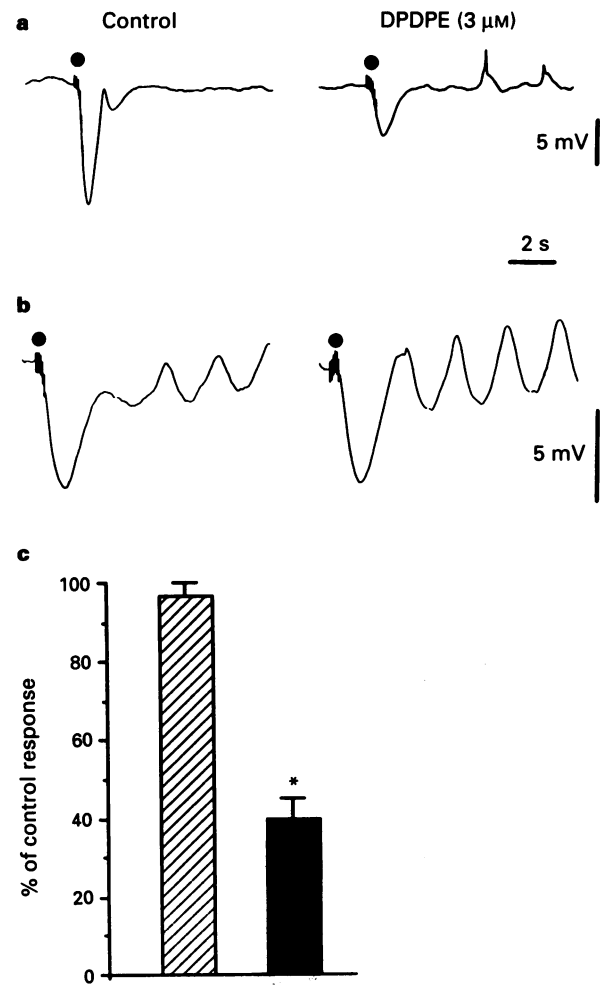 a
Control
DPDPE (3 µM)
5 mV
2 s
b
5 mV
c
% of control response
100
80
60
40
20
0
*